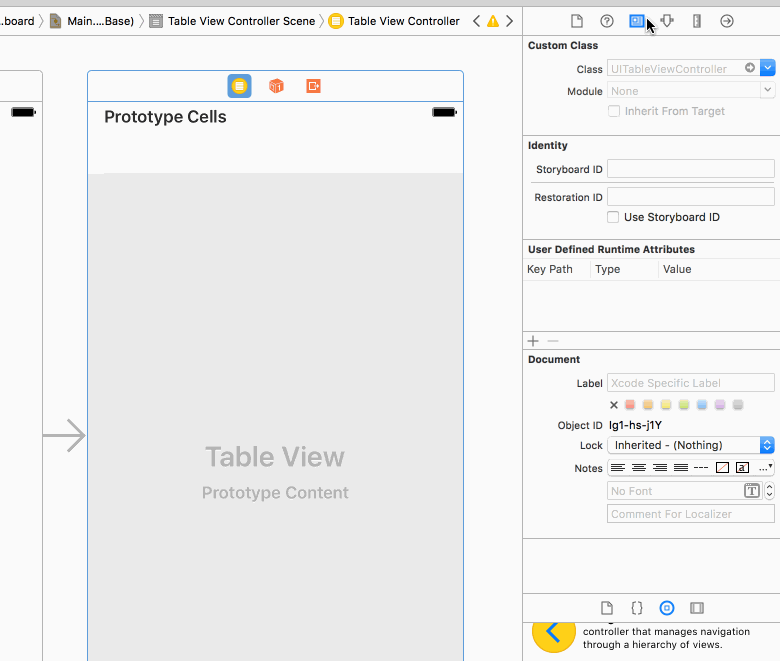 ...board 〉 Main....Base) 〉 Table View Controller Scene 〉 Table View Controller
Prototype Cells
Table View
Prototype Content
Custom Class
Class UITableViewController
Module None
Inherit From Target
Identity
Storyboard ID
Restoration ID
Use Storyboard ID
User Defined Runtime Attributes
Key Path Type Value
Document
Label Xcode Specific Label
Object ID Ig1-hs-j1Y
Lock Inherited - (Nothing)
Notes
No Font
Comment For Localizer
controller that manages navigation
through a hierarchy of views.